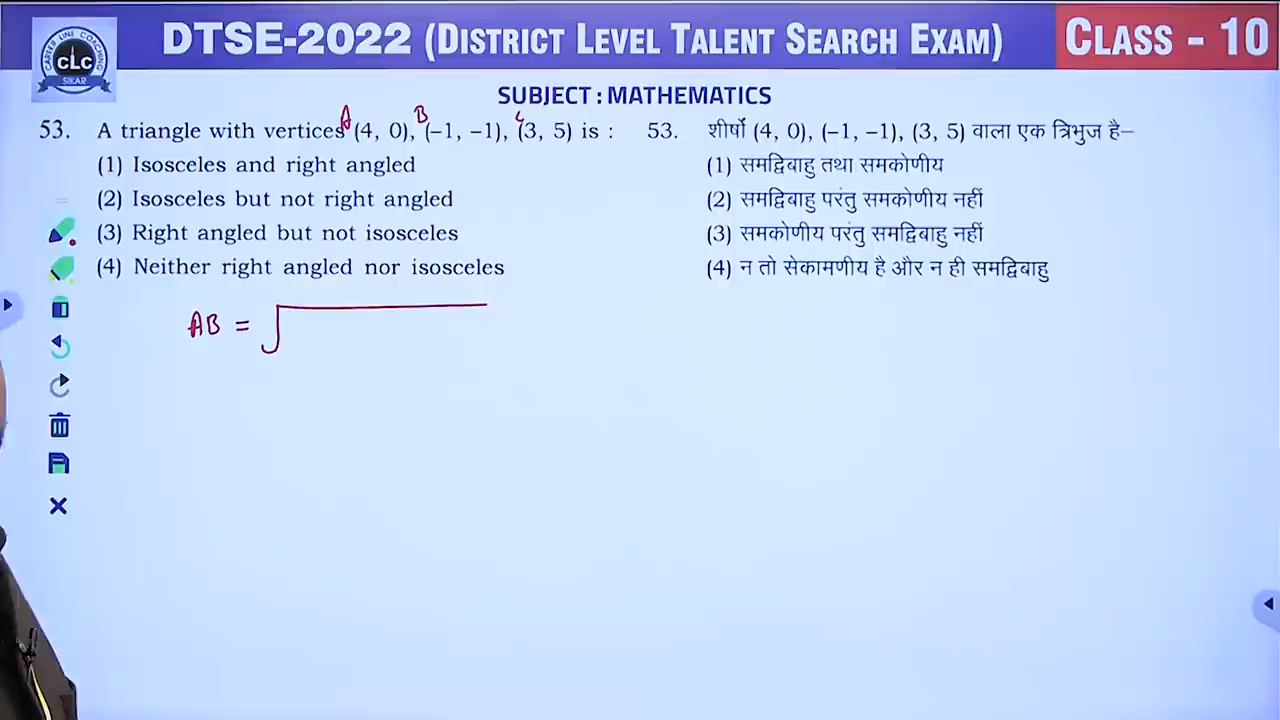 CAREER LINE COACHING
CLC
SIKAR
DTSE-2022 (DISTRICT LEVEL TALENT SEARCH EXAM)
CLASS - 10
SUBJECT : MATHEMATICS
53. A triangle with vertices (4, 0), (−1, −1), (3, 5) is :
A B C
(1) Isosceles and right angled
(2) Isosceles but not right angled
(3) Right angled but not isosceles
(4) Neither right angled nor isosceles
AB = √
53. शीर्षों (4, 0), (−1, −1), (3, 5) वाला एक त्रिभुज है–
(1) समद्विबाहु तथा समकोणीय
(2) समद्विबाहु परंतु समकोणीय नहीं
(3) समकोणीय परंतु समद्विबाहु नहीं
(4) न तो सेकामणीय है और न ही समद्विबाहु